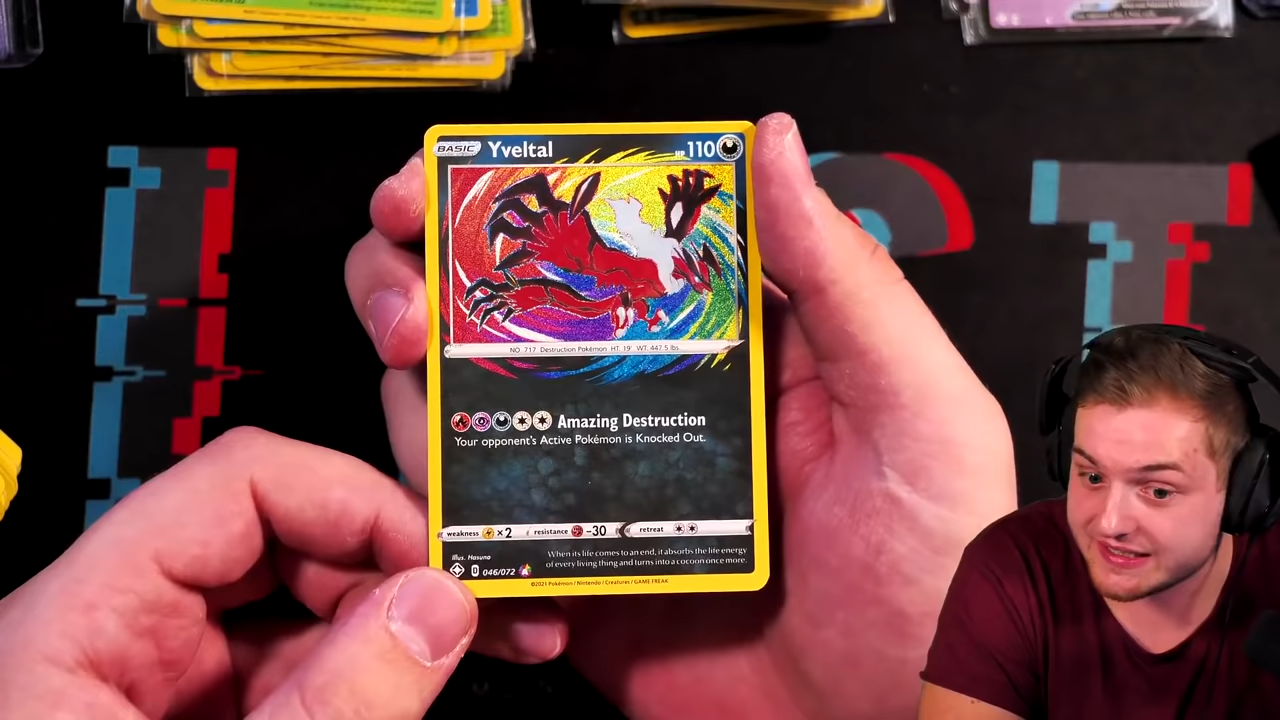 BASIC Yveltal HP 110
NO. 717 Destruction Pokémon HT. 19' WT. 447.5 lbs.
Amazing Destruction
Your opponent's Active Pokémon is Knocked Out.
weakness ×2 resistance -30 retreat
Illus. Hasuno
When its life comes to an end, it absorbs the life energy
of every living thing and turns into a cocoon once more.
046/072
©2021 Pokémon / Nintendo / Creatures / GAME FREAK